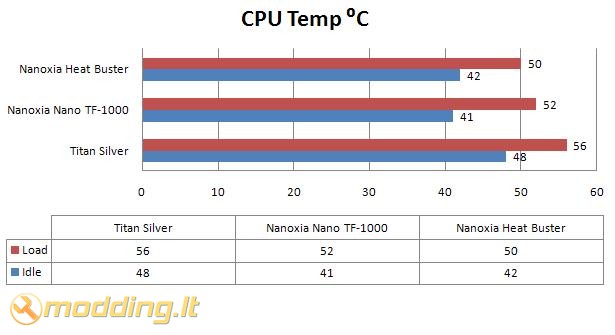 CPU Temp ⁰C
Nanoxia Heat Buster 50
42
Nanoxia Nano TF-1000 52
41
Titan Silver 56
48
0 10 20 30 40 50 60
Titan Silver Nanoxia Nano TF-1000 Nanoxia Heat Buster
Load 56 52 50
Idle 48 41 42
modding.lt